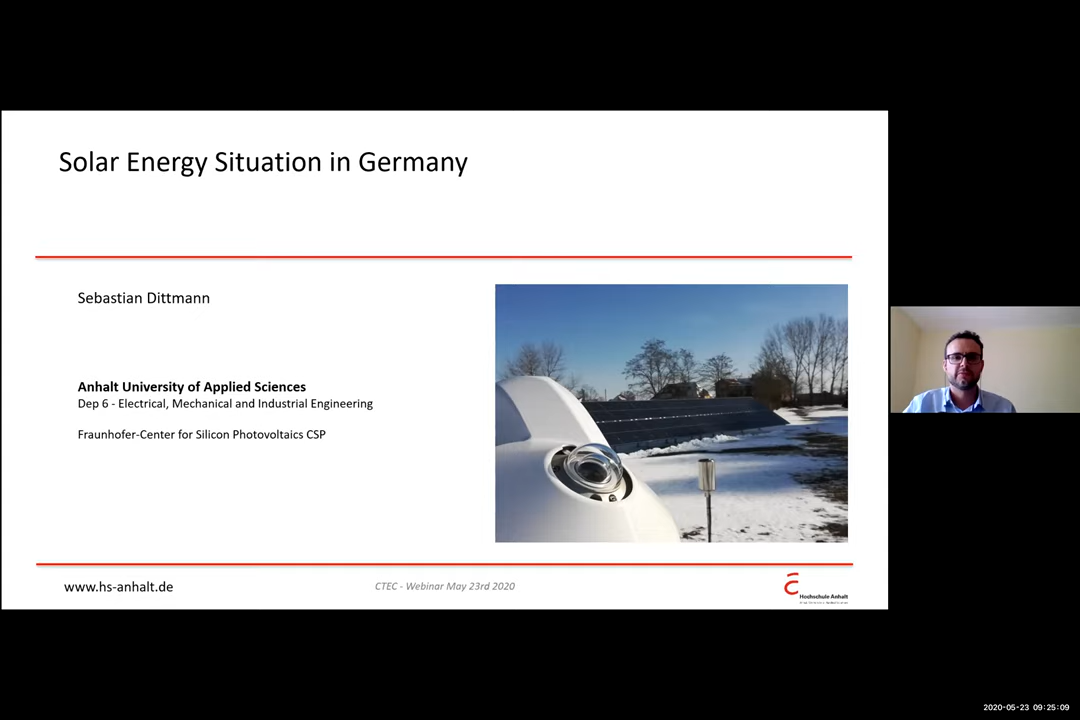 Solar Energy Situation in Germany
Sebastian Dittmann
Anhalt University of Applied Sciences
Dep 6 - Electrical, Mechanical and Industrial Engineering
Fraunhofer-Center for Silicon Photovoltaics CSP
www.hs-anhalt.de
CTEC - Webinar May 23rd 2020
Hochschule Anhalt
2020-05-23 09:25:09